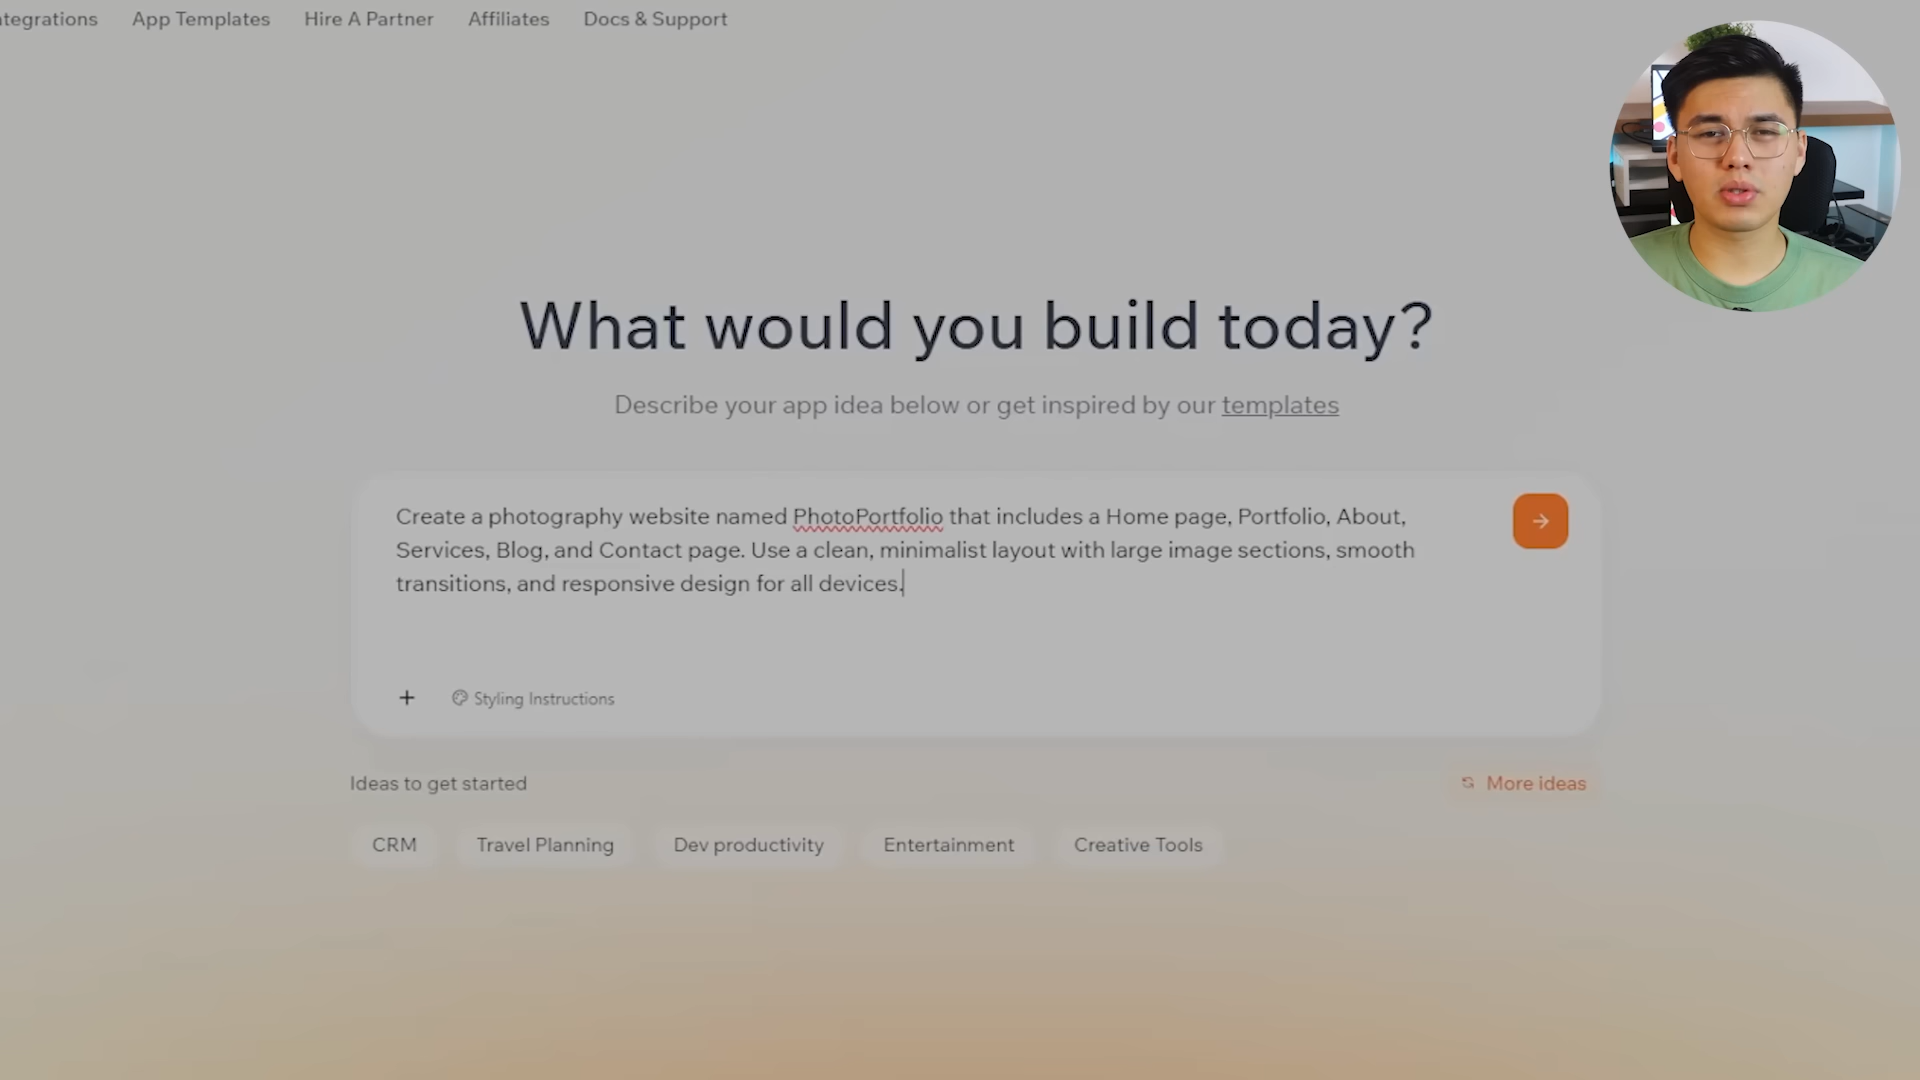 App Templates Hire A Partner Affiliates Docs & Support
What would you build today?
Describe your app idea below or get inspired by our templates
Create a photography website named PhotoPortfolio that includes a Home page, Portfolio, About,
Services, Blog, and Contact page. Use a clean, minimalist layout with large image sections, smooth
transitions, and responsive design for all devices.
+ Styling Instructions
Ideas to get started
More ideas
CRM Travel Planning Dev productivity Entertainment Creative Tools